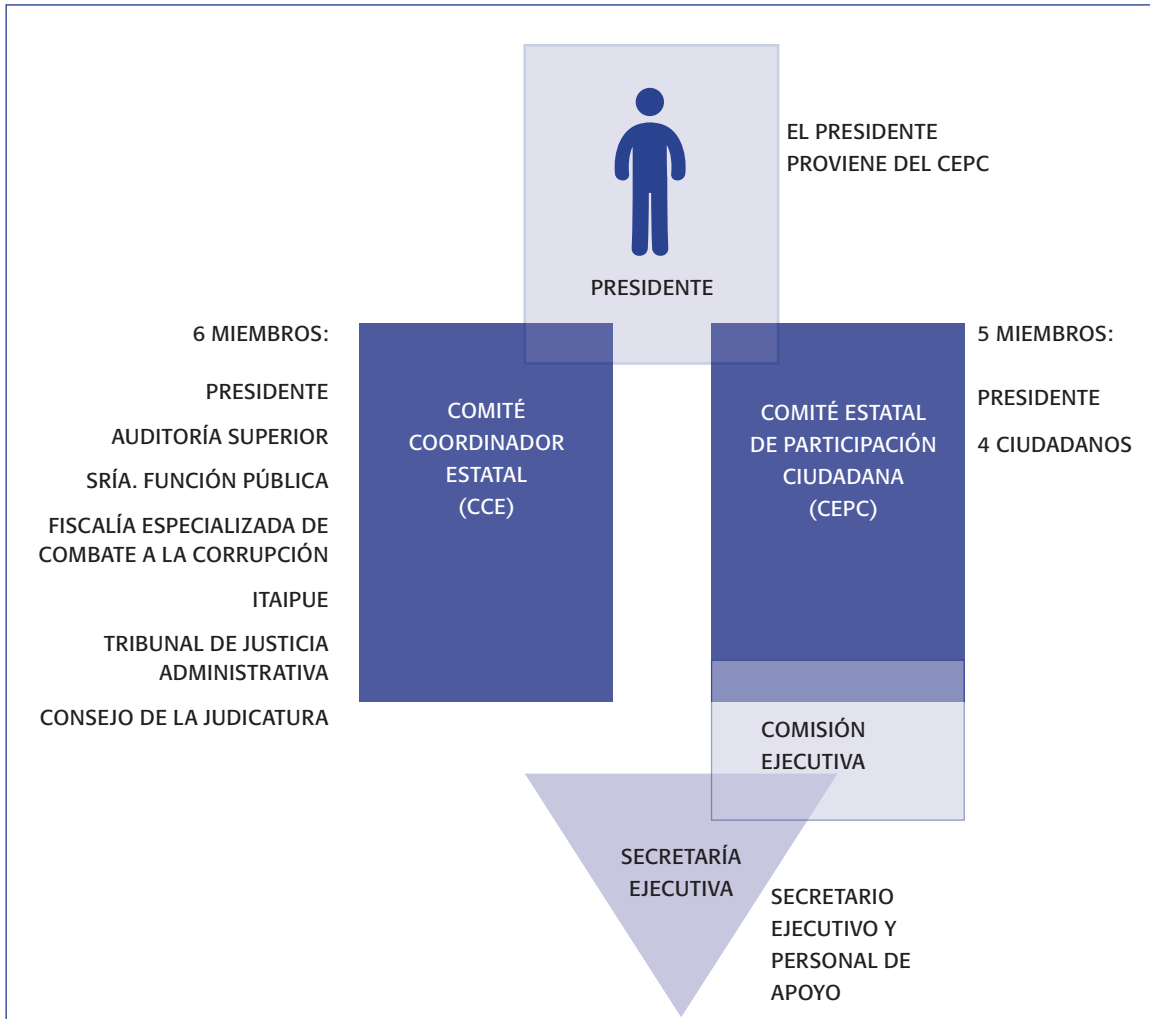 EL PRESIDENTE
PROVIENE DEL CEPC
PRESIDENTE
6 MIEMBROS:
PRESIDENTE
AUDITORÍA SUPERIOR
SRÍA. FUNCIÓN PÚBLICA
FISCALÍA ESPECIALIZADA DE
COMBATE A LA CORRUPCIÓN
ITAIPUE
TRIBUNAL DE JUSTICIA
ADMINISTRATIVA
CONSEJO DE LA JUDICATURA
COMITÉ
COORDINADOR
ESTATAL
(CCE)
COMITÉ ESTATAL
DE PARTICIPACIÓN
CIUDADANA
(CEPC)
5 MIEMBROS:
PRESIDENTE
4 CIUDADANOS
COMISIÓN
EJECUTIVA
SECRETARÍA
EJECUTIVA
SECRETARIO
EJECUTIVO Y
PERSONAL DE
APOYO